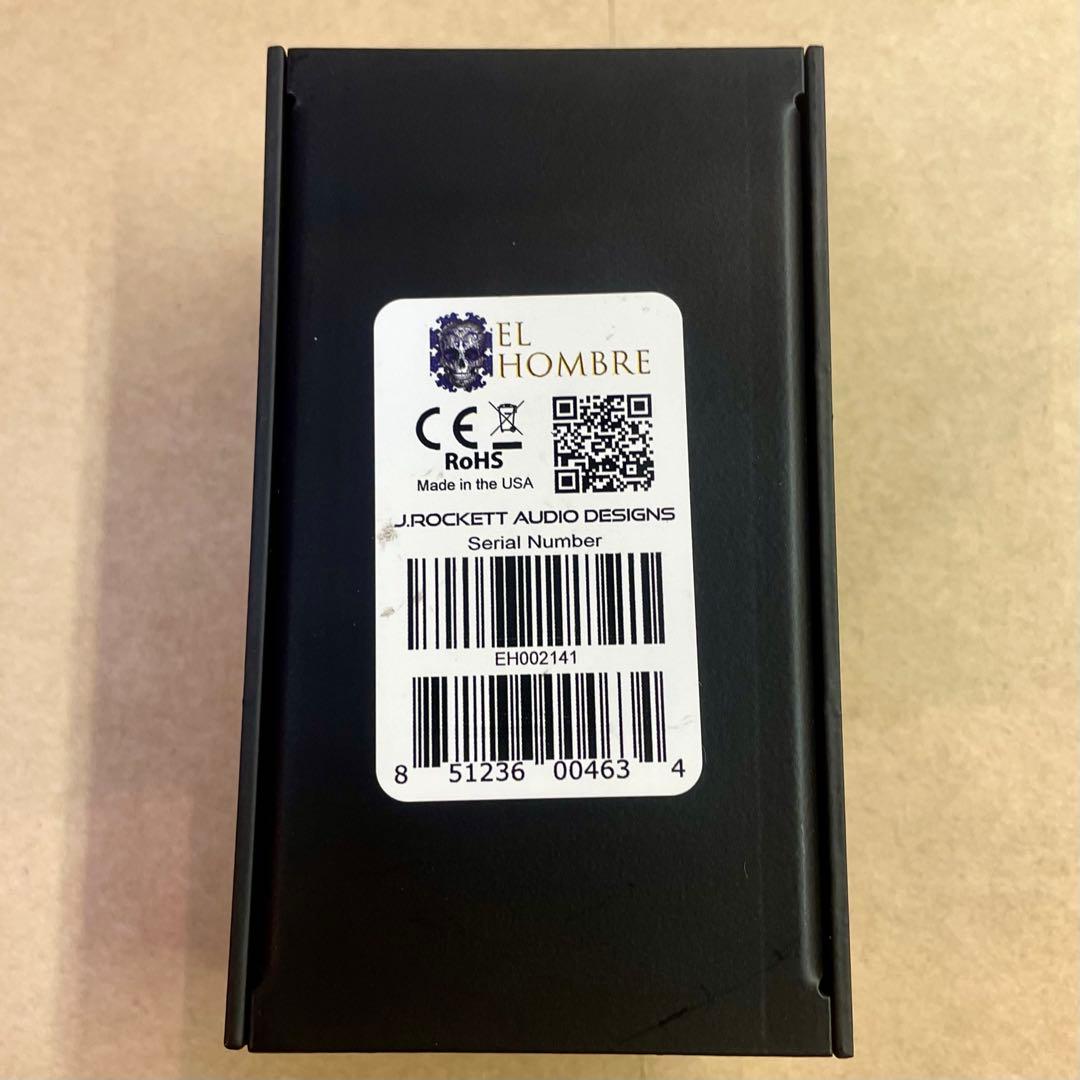 EL
HOMBRE
CE
RoHS
Made in the USA
J.ROCKETT AUDIO DESIGNS
Serial Number
EH002141
8 51236 00463 4